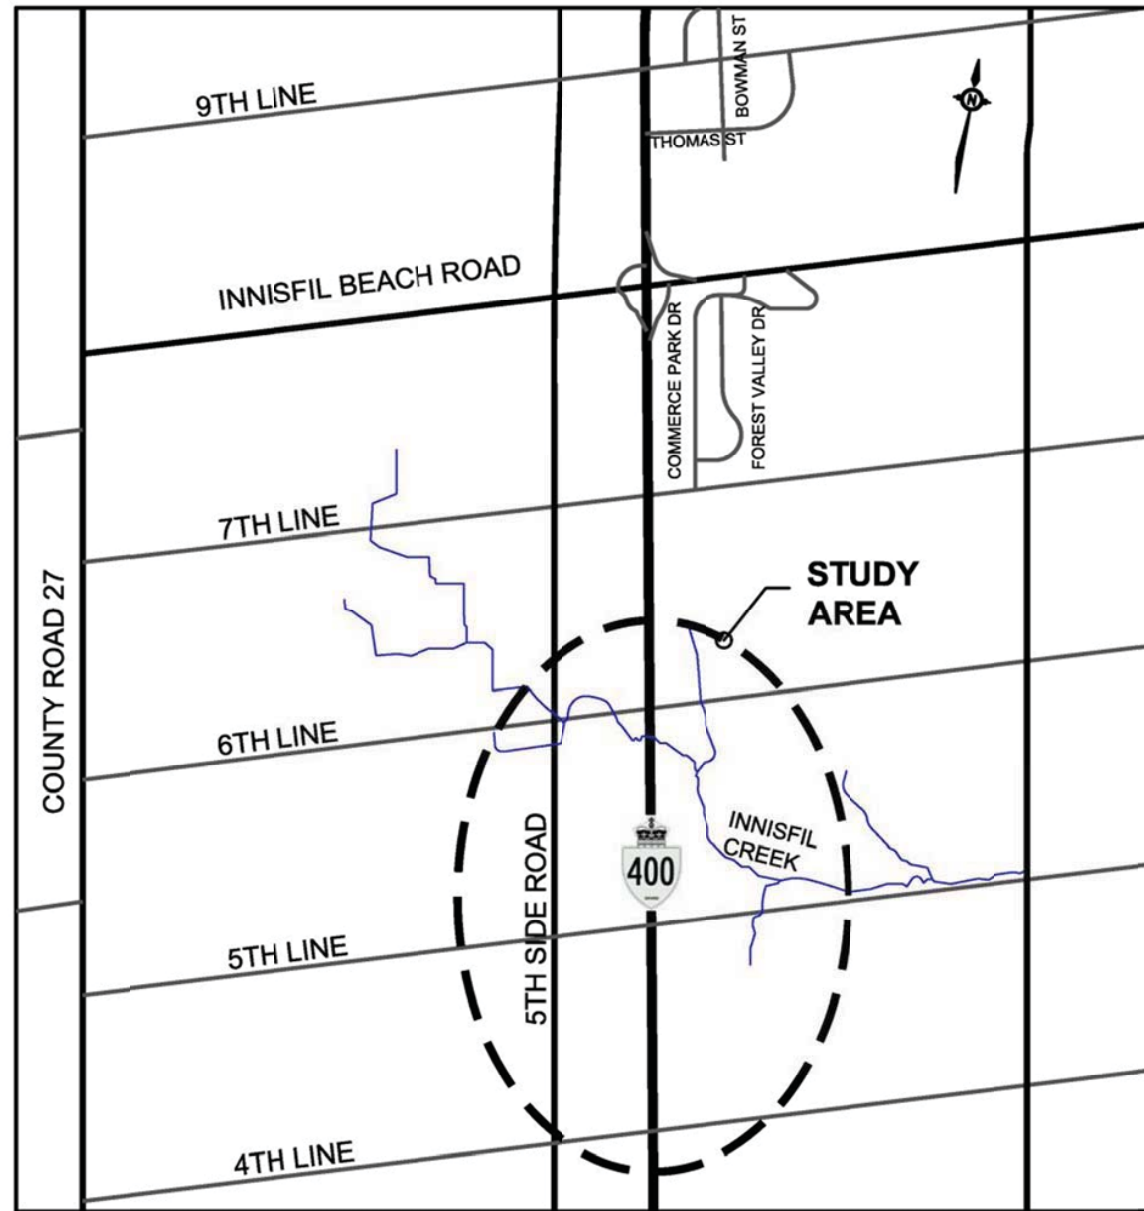 BOWMAN ST
9TH LINE
N
THOMAS ST
INNISFIL BEACH ROAD
COMMERCE PARK DR
FOREST VALLEY DR
7TH LINE
COUNTY ROAD 27
STUDY
AREA
6TH LINE
INNISFIL
CREEK
5TH SIDE ROAD
400
5TH LINE
4TH LINE